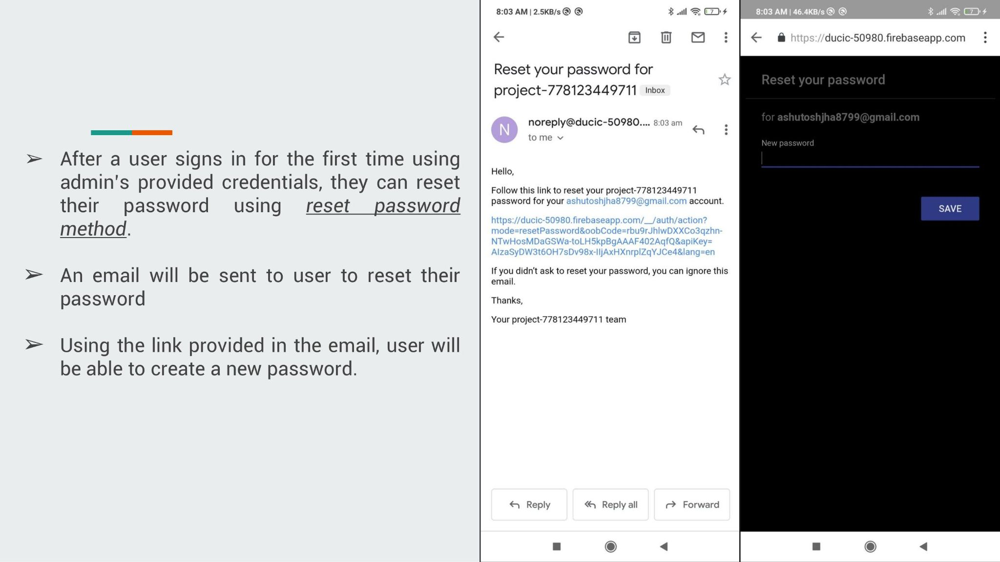 ➢ After a user signs in for the first time using
admin's provided credentials, they can reset
their password using reset password
method.
➢ An email will be sent to user to reset their
password
➢ Using the link provided in the email, user will
be able to create a new password.
8:03 AM | 2.5KB/s
7
Reset your password for
project-778123449711 Inbox
N
noreply@ducic-50980.... 8:03 am
to me
Hello,
Follow this link to reset your project-778123449711
password for your ashutoshjha8799@gmail.com account.
https://ducic-50980.firebaseapp.com/__/auth/action?
mode=resetPassword&oobCode=rbu9rJhlwDXXCo3qzhn-
NTwHosMDaGSWa-toLH5kpBgAAAF402AqfQ&apiKey=
AIzaSyDW3t6OH7sDv98x-IIjAxHXnrplZqYJCe4&lang=en
If you didn't ask to reset your password, you can ignore this
email.
Thanks,
Your project-778123449711 team
Reply Reply all Forward
8:03 AM | 46.4KB/s
7
https://ducic-50980.firebaseapp.com
Reset your password
for ashutoshjha8799@gmail.com
New password
SAVE